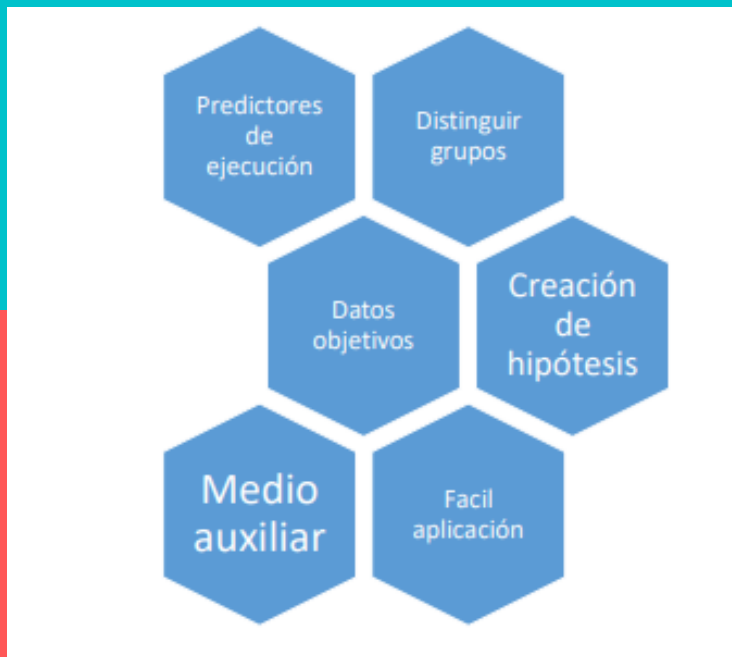 Predictores
de
ejecución
Distinguir
grupos
Datos
objetivos
Creación
de
hipótesis
Medio
auxiliar
Facil
aplicación